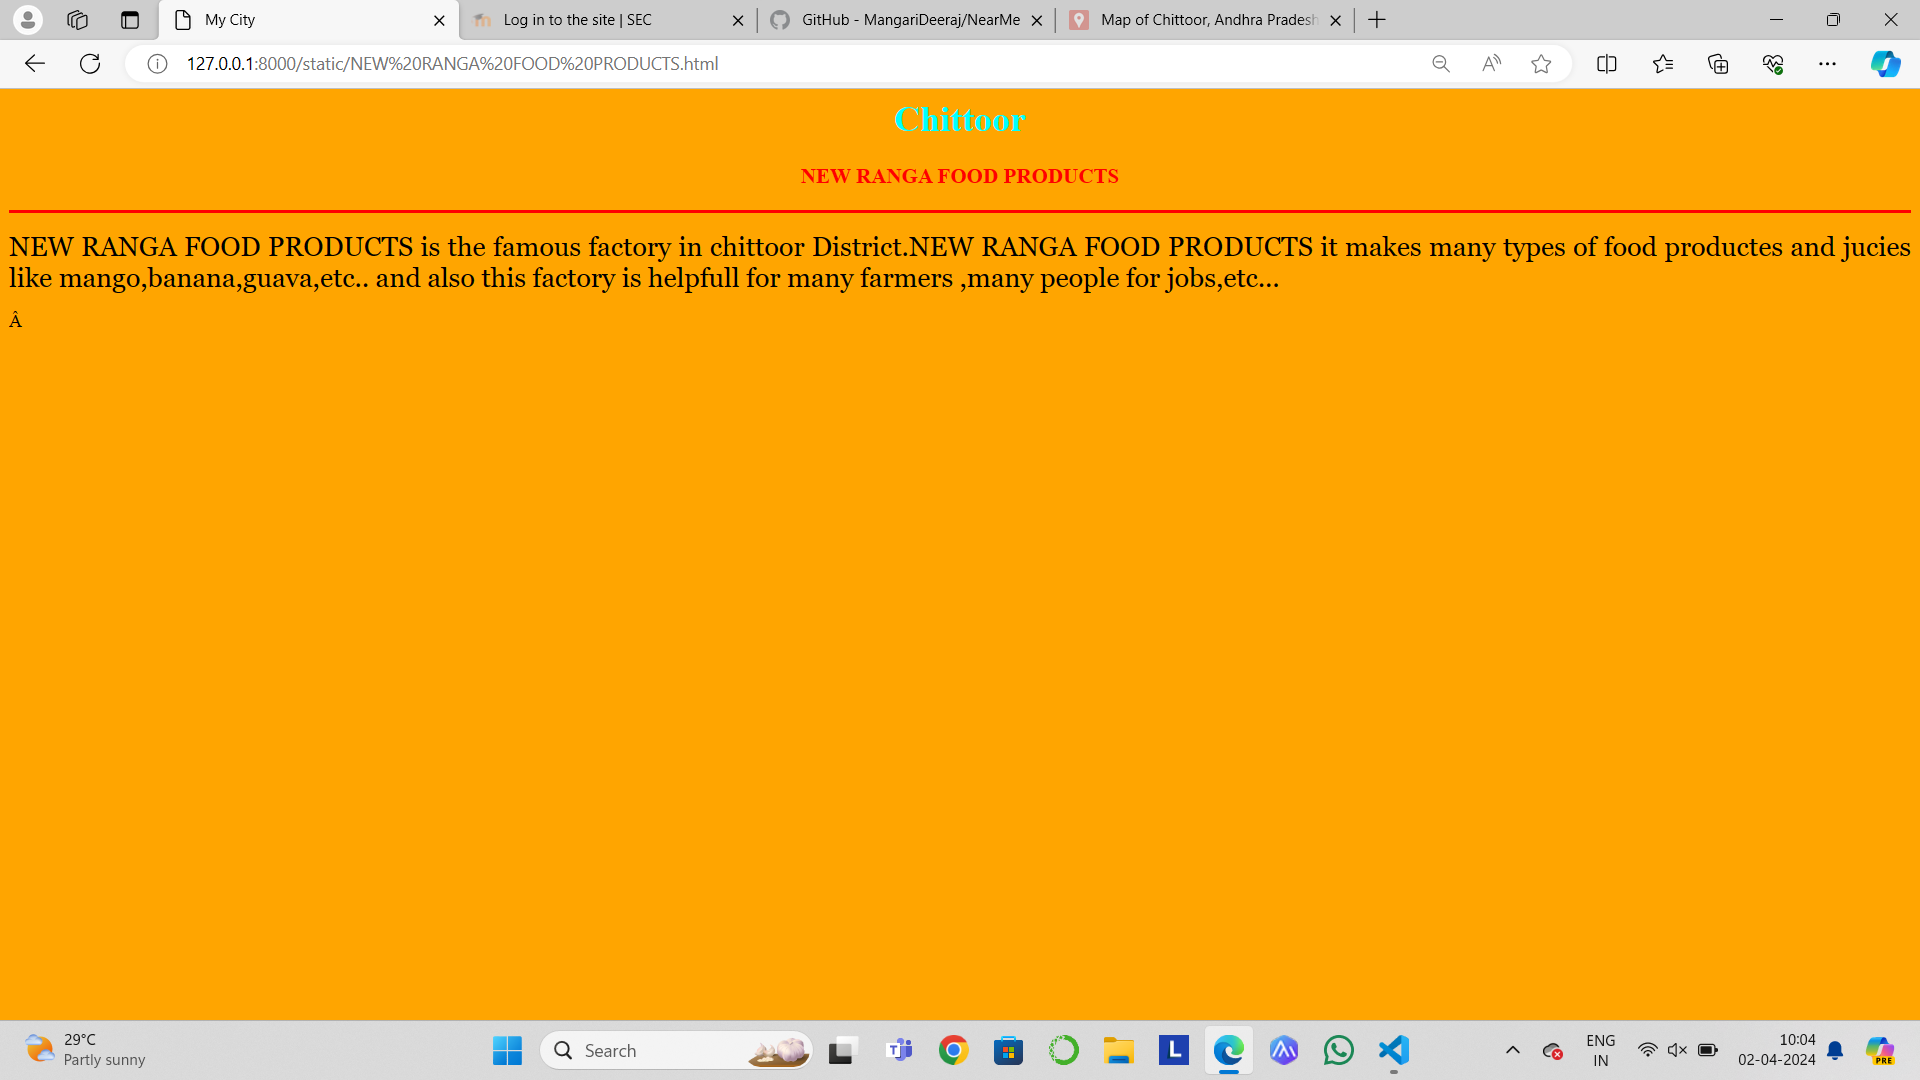 My City
Log in to the site | SEC
GitHub - MangariDeeraj/NearMe
Map of Chittoor, Andhra Pradesh
127.0.0.1:8000/static/NEW%20RANGA%20FOOD%20PRODUCTS.html
Chittoor
NEW RANGA FOOD PRODUCTS
NEW RANGA FOOD PRODUCTS is the famous factory in chittoor District.NEW RANGA FOOD PRODUCTS it makes many types of food productes and jucies
like mango,banana,guava,etc.. and also this factory is helpfull for many farmers ,many people for jobs,etc...
Â
29°C
Partly sunny
Search
L
ENG
IN
10:04
02-04-2024
PRE